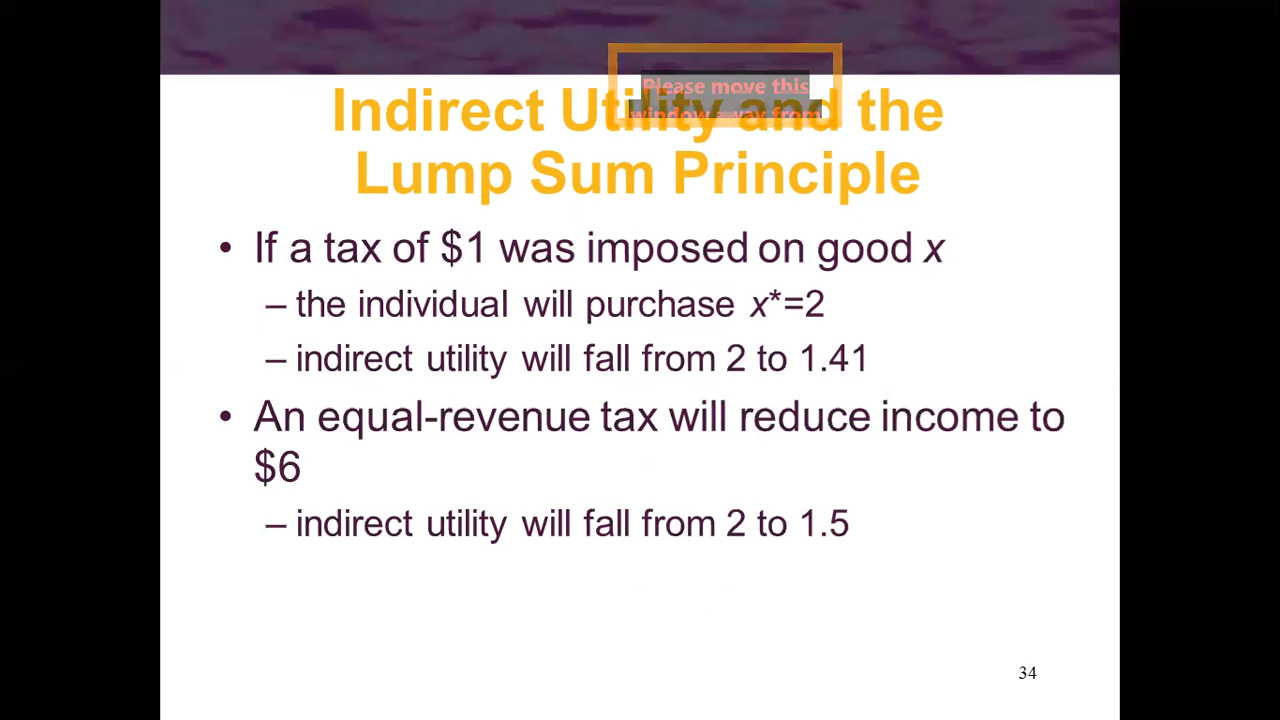 Please move this
window away from
Indirect Utility and the
Lump Sum Principle
• If a tax of $1 was imposed on good x
– the individual will purchase x*=2
– indirect utility will fall from 2 to 1.41
• An equal-revenue tax will reduce income to
$6
– indirect utility will fall from 2 to 1.5
34